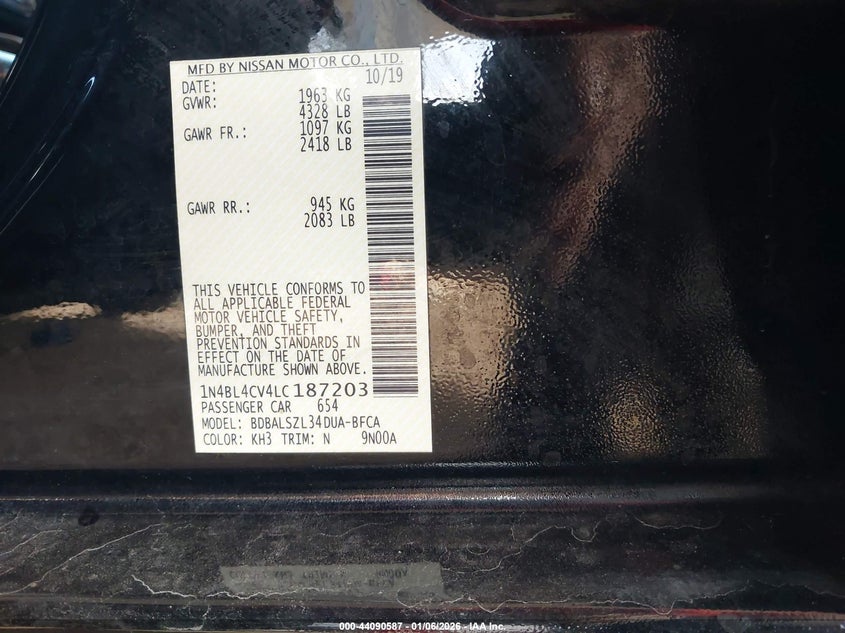 MFD BY NISSAN MOTOR CO., LTD.
DATE: 10/19
GVWR: 1963 KG
4328 LB
GAWR FR.: 1097 KG
2418 LB
GAWR RR.: 945 KG
2083 LB
THIS VEHICLE CONFORMS TO
ALL APPLICABLE FEDERAL
MOTOR VEHICLE SAFETY,
BUMPER, AND THEFT
PREVENTION STANDARDS IN
EFFECT ON THE DATE OF
MANUFACTURE SHOWN ABOVE.
1N4BL4CV4LC187203
PASSENGER CAR 654
MODEL: BDBALSZL34DUA-BFCA
COLOR: KH3 TRIM: N 9N00A
000-44090587 - 01/06/2026 - IAA Inc.